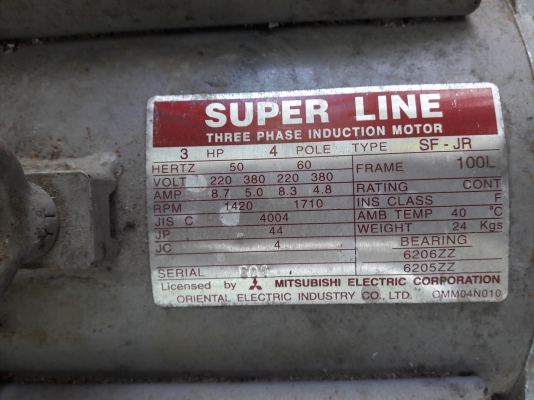 SUPER LINE
THREE PHASE INDUCTION MOTOR
3 HP 4 POLE TYPE SF-JR
HERTZ 50 60
VOLT 220 380 220 380
AMP 8.7 5.0 8.3 4.8
RPM 1420 1710
JIS C 4004
JP 44
JC 4
SERIAL
FRAME 100L
RATING CONT
INS CLASS F
AMB TEMP 40 °C
WEIGHT 24 Kgs
BEARING
6206ZZ
6205ZZ
Licensed by MITSUBISHI ELECTRIC CORPORATION
ORIENTAL ELECTRIC INDUSTRY CO., LTD. OMM04N010